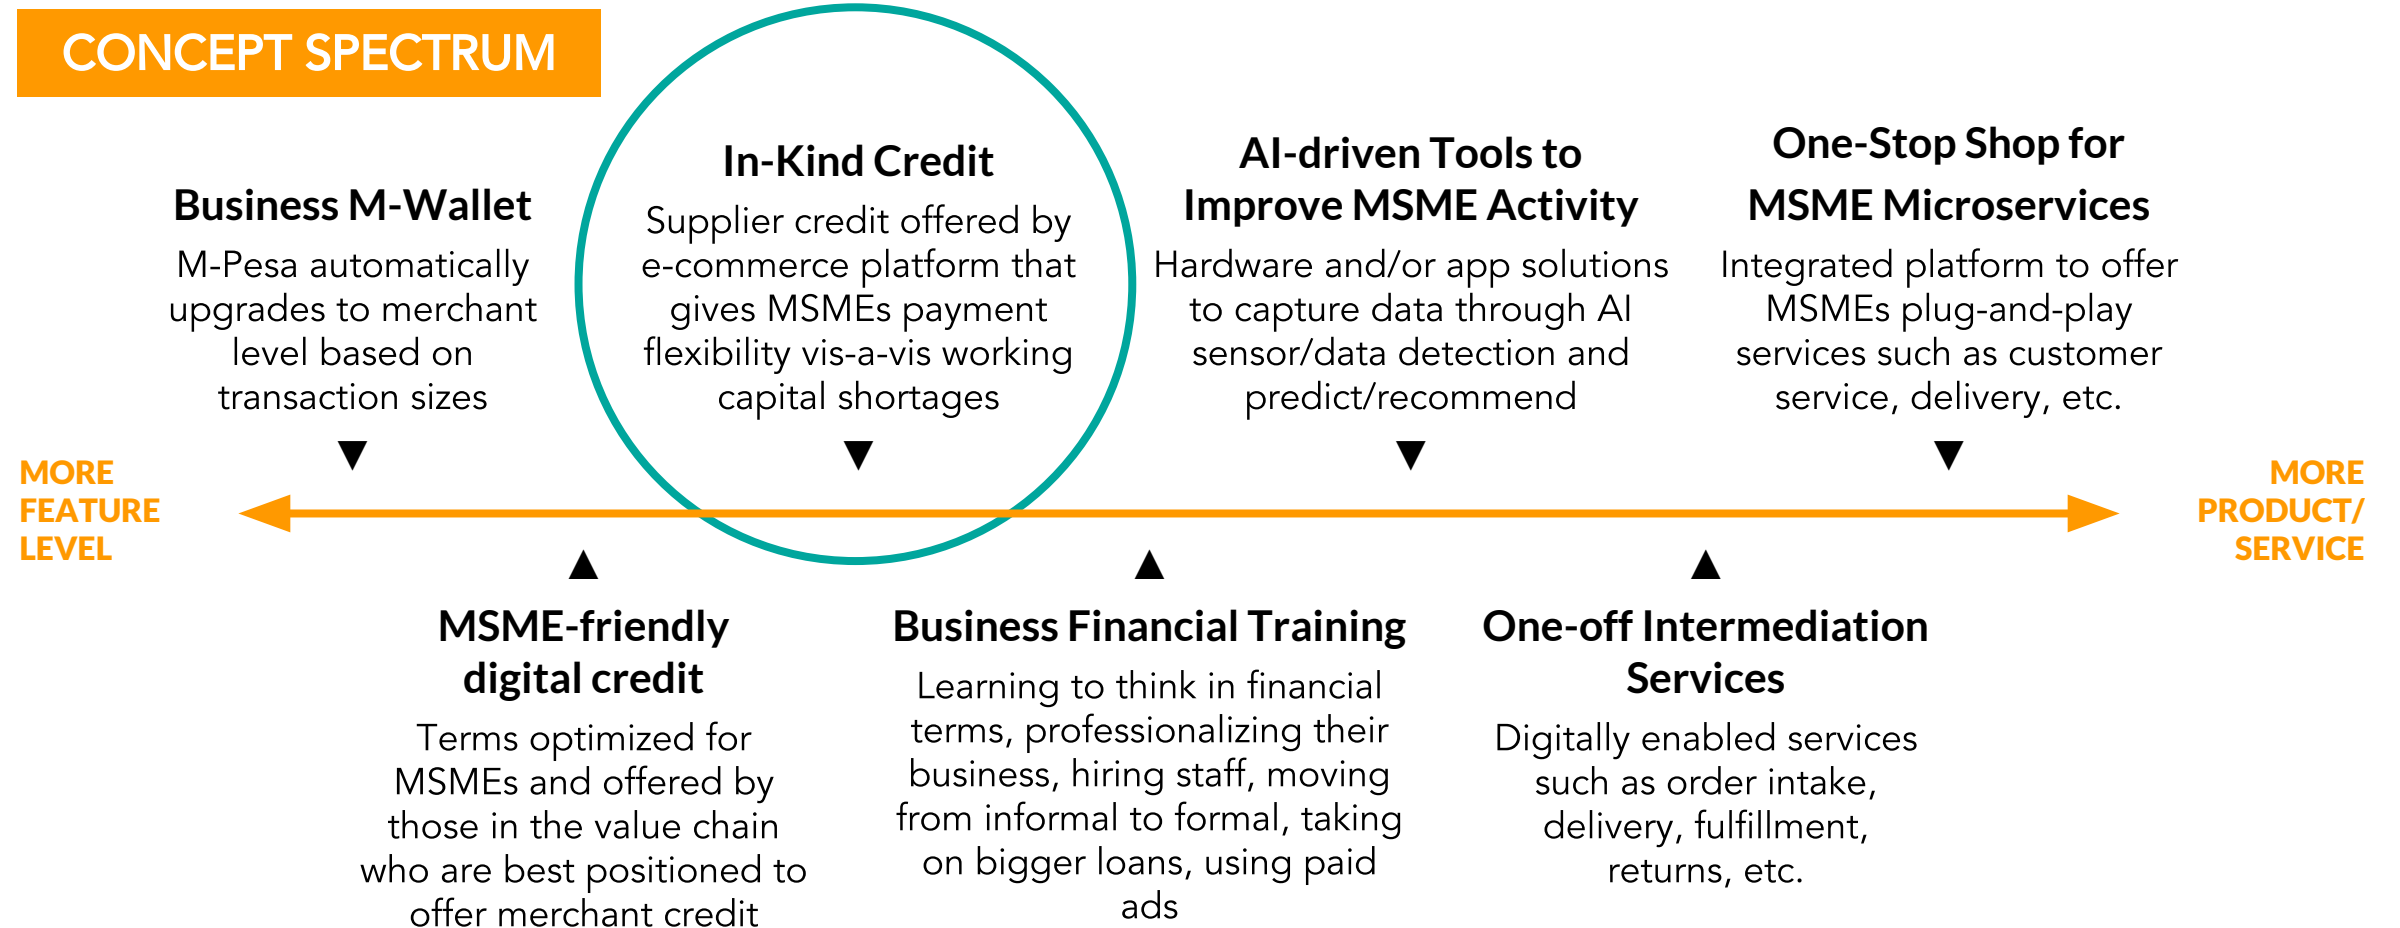 CONCEPT SPECTRUM
Business M-Wallet
M-Pesa automatically
upgrades to merchant
level based on
transaction sizes
In-Kind Credit
Supplier credit offered by
e-commerce platform that
gives MSMEs payment
flexibility vis-a-vis working
capital shortages
AI-driven Tools to
Improve MSME Activity
Hardware and/or app solutions
to capture data through AI
sensor/data detection and
predict/recommend
One-Stop Shop for
MSME Microservices
Integrated platform to offer
MSMEs plug-and-play
services such as customer
service, delivery, etc.
MORE
FEATURE
LEVEL
MORE
PRODUCT/
SERVICE
MSME-friendly
digital credit
Terms optimized for
MSMEs and offered by
those in the value chain
who are best positioned to
offer merchant credit
Business Financial Training
Learning to think in financial
terms, professionalizing their
business, hiring staff, moving
from informal to formal, taking
on bigger loans, using paid
ads
One-off Intermediation
Services
Digitally enabled services
such as order intake,
delivery, fulfillment,
returns, etc.